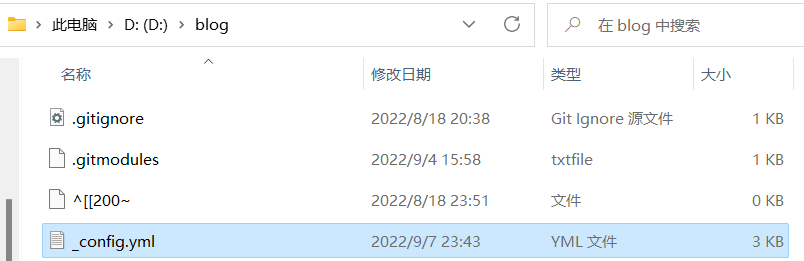 此电脑 D: (D:) blog 在 blog 中搜索
名称 修改日期 类型 大小
.gitignore 2022/8/18 20:38 Git Ignore 源文件 1 KB
.gitmodules 2022/9/4 15:58 txtfile 1 KB
^[[200~ 2022/8/18 23:51 文件 0 KB
_config.yml 2022/9/7 23:43 YML 文件 3 KB